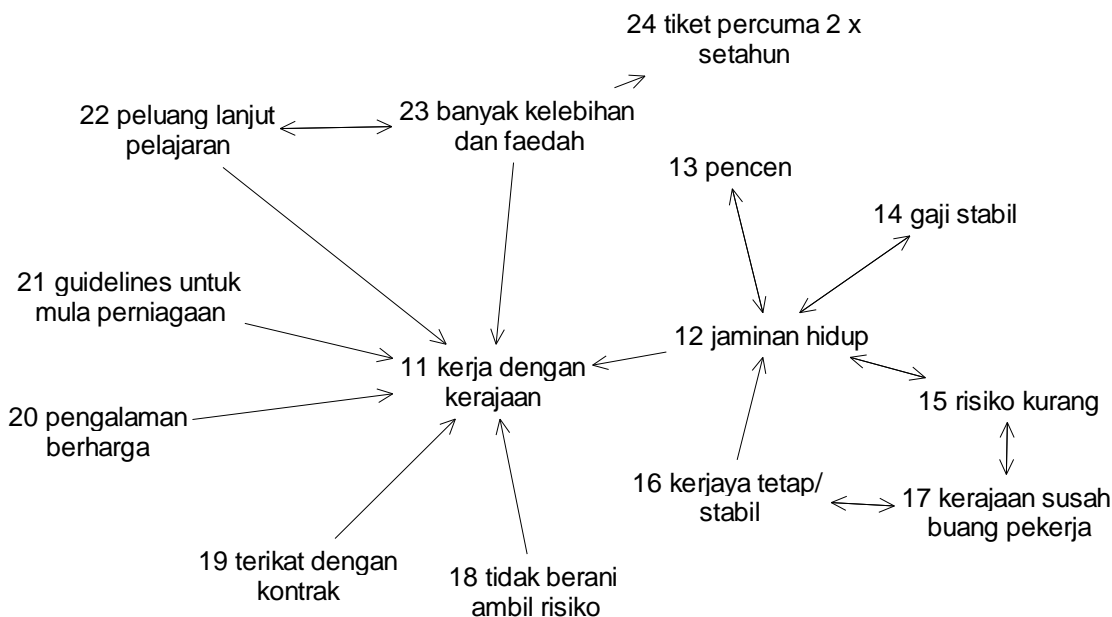 24 tiket percuma 2 x
setahun
22 peluang lanjut
pelajaran
23 banyak kelebihan
dan faedah
13 pencen
14 gaji stabil
21 guidelines untuk
mula perniagaan
12 jaminan hidup
11 kerja dengan
kerajaan
15 risiko kurang
20 pengalaman
berharga
16 kerjaya tetap/
stabil
17 kerajaan susah
buang pekerja
19 terikat dengan
kontrak
18 tidak berani
ambil risiko